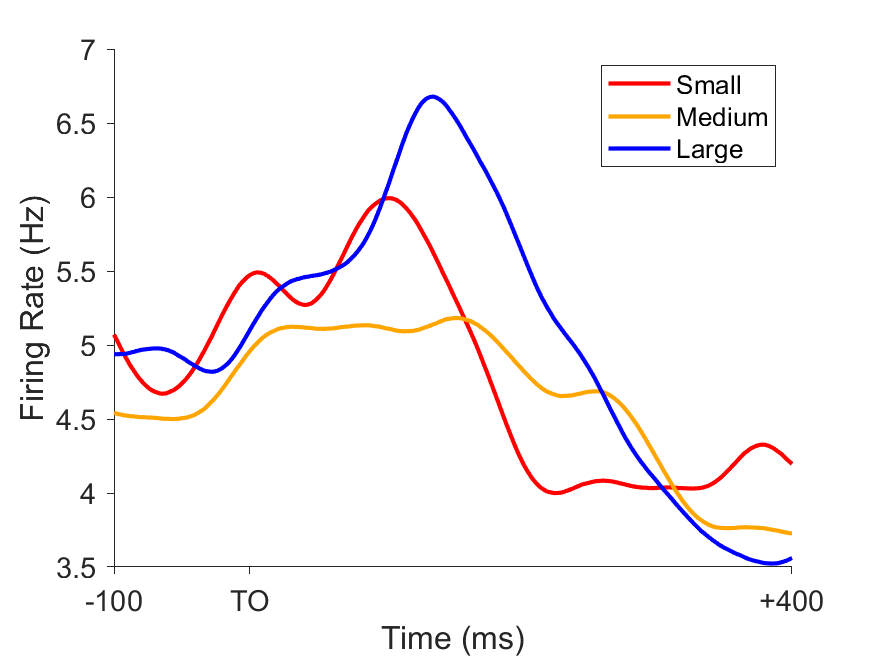 7
6.5
6
5.5
5
4.5
4
3.5
Firing Rate (Hz)
Small
Medium
Large
-100 TO +400
Time (ms)